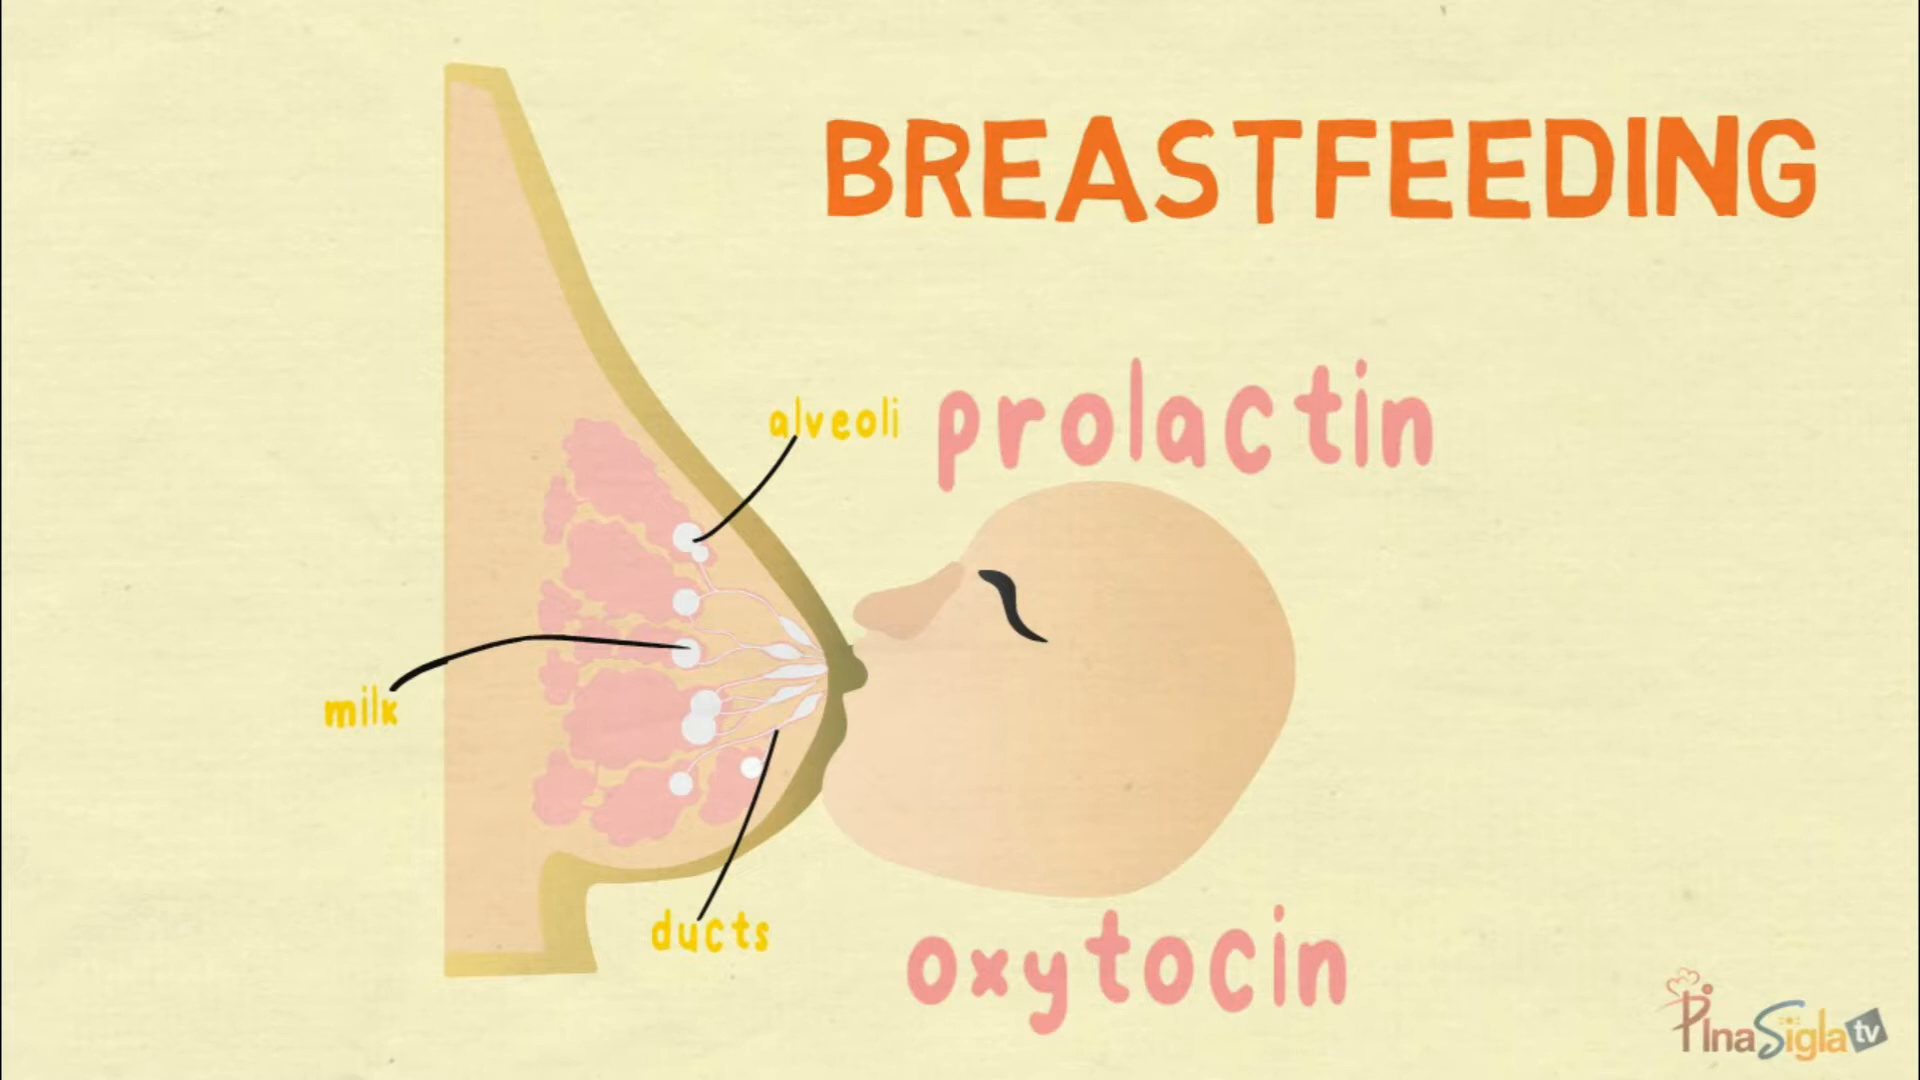 BREASTFEEDING
alveoli
prolactin
milk
ducts
oxytocin
PInaSigla tv